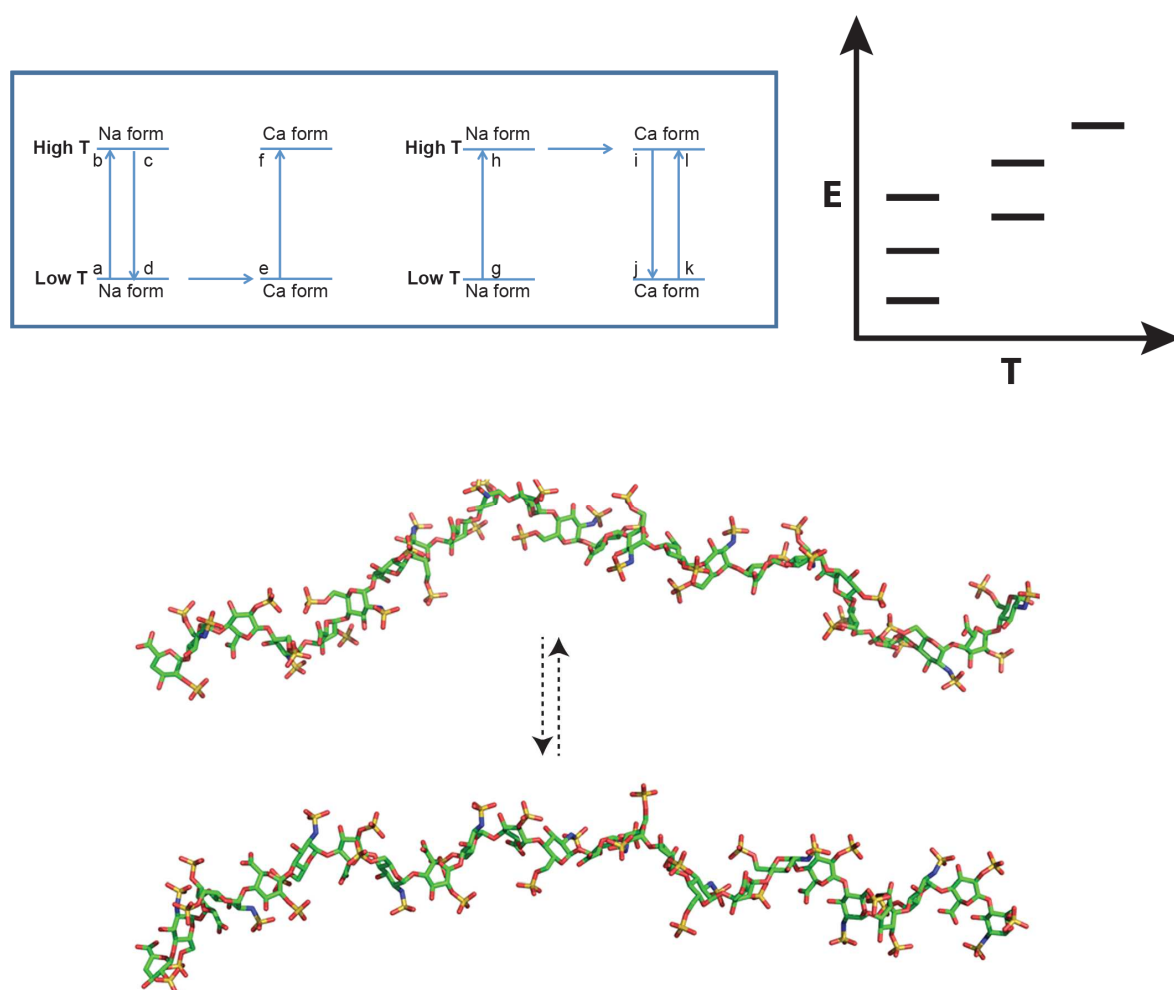 Na form Ca form Na form Ca form
High T High T
b c f h i l
a d e g j k
Low T Low T
Na form Ca form Na form Ca form
E
T